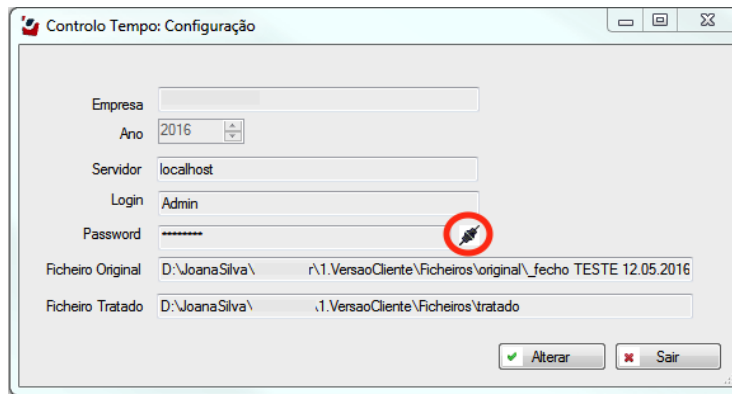 Controlo Tempo: Configuração
Empresa
Ano 2016
Servidor localhost
Login Admin
Password ********
Ficheiro Original D:\JoanaSilva\ r\1.VersaoCliente\Ficheiros\original\_fecho TESTE 12.05.2016
Ficheiro Tratado D:\JoanaSilva\ .1.VersaoCliente\Ficheiros\tratado
Alterar Sair